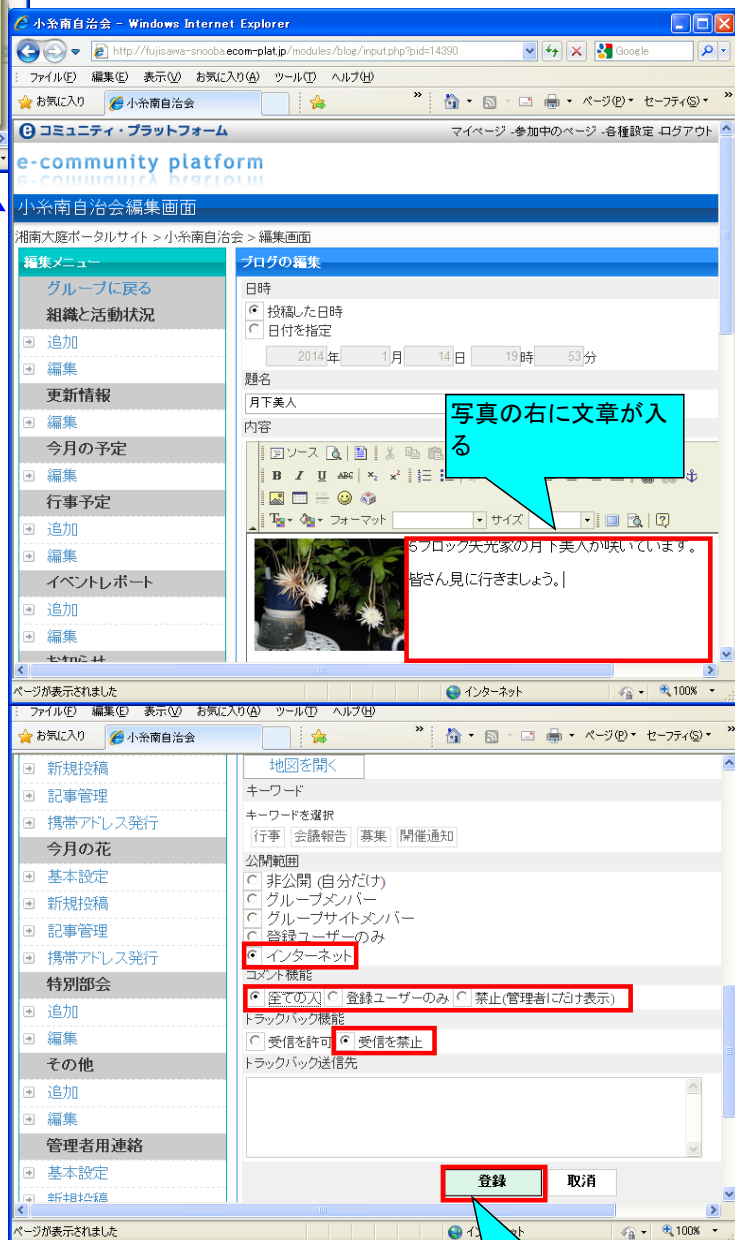 小糸南自治会 - Windows Internet Explorer
http://fujisawa-snooba.ecom-plat.jp/modules/blog/input.php?pid=14390
Google
ファイル(F) 編集(E) 表示(V) お気に入り(A) ツール(T) ヘルプ(H)
お気に入り 小糸南自治会 ページ(P) セーフティ(S)
コミュニティ・プラットフォーム マイページ -参加中のページ -各種設定 -ログアウト
e-community platform
小糸南自治会編集画面
湘南大庭ポータルサイト > 小糸南自治会 > 編集画面
編集メニュー
グループに戻る
組織と活動状況
追加
編集
更新情報
編集
今月の予定
編集
行事予定
追加
編集
イベントレポート
追加
編集
お知らせ
ブログの編集
日時
投稿した日時
日付を指定
2014年 1月 14日 19時 53分
題名
月下美人
内容
写真の右に文章が入
る
ソース
B I U ABC x₂ x²
フォーマット サイズ
5ブロック矢光家の月下美人が咲いています。
皆さん見に行きましょう。
ページが表示されました インターネット 100%
ファイル(F) 編集(E) 表示(V) お気に入り(A) ツール(T) ヘルプ(H)
お気に入り 小糸南自治会 ページ(P) セーフティ(S)
新規投稿
記事管理
携帯アドレス発行
今月の花
基本設定
新規投稿
記事管理
携帯アドレス発行
特別部会
追加
編集
その他
追加
編集
管理者用連絡
基本設定
新規投稿
地図を開く
キーワード
キーワードを選択
行事 会議報告 募集 開催通知
公開範囲
非公開 (自分だけ)
グループメンバー
グループサイトメンバー
登録ユーザーのみ
インターネット
コメント機能
全ての人 登録ユーザーのみ 禁止(管理者にだけ表示)
トラックバック機能
受信を許可 受信を禁止
トラックバック送信先
登録 取消
ページが表示されました 100%